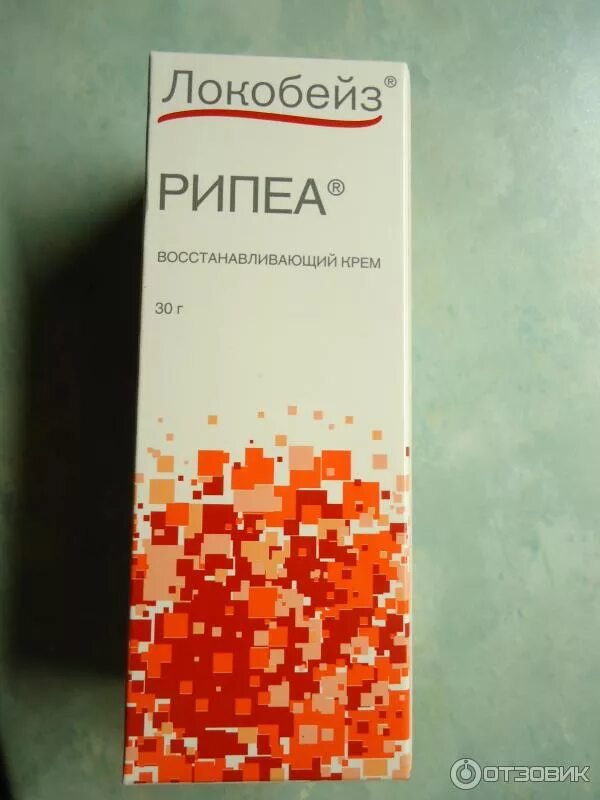 Локобейз®
РИПЕА®
ВОССТАНАВЛИВАЮЩИЙ КРЕМ
30 г
ОТЗОВИК